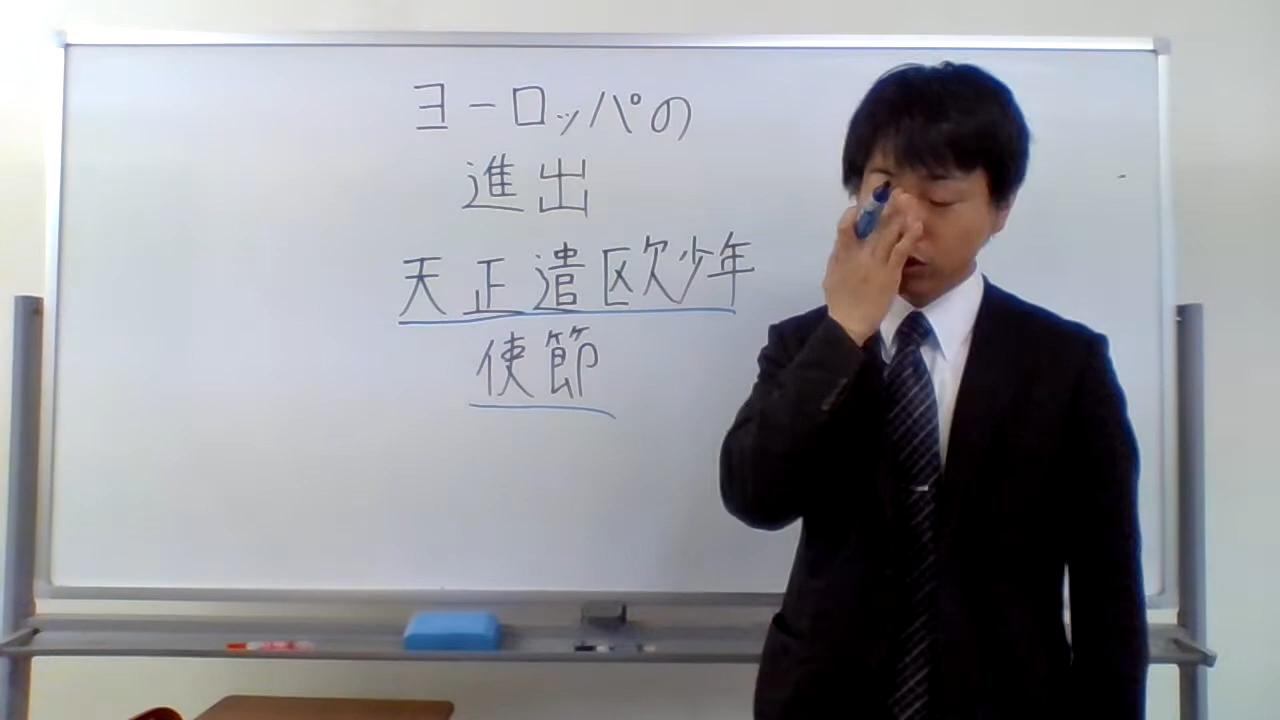 ヨーロッパの
進出
天正遣欧少年
使節